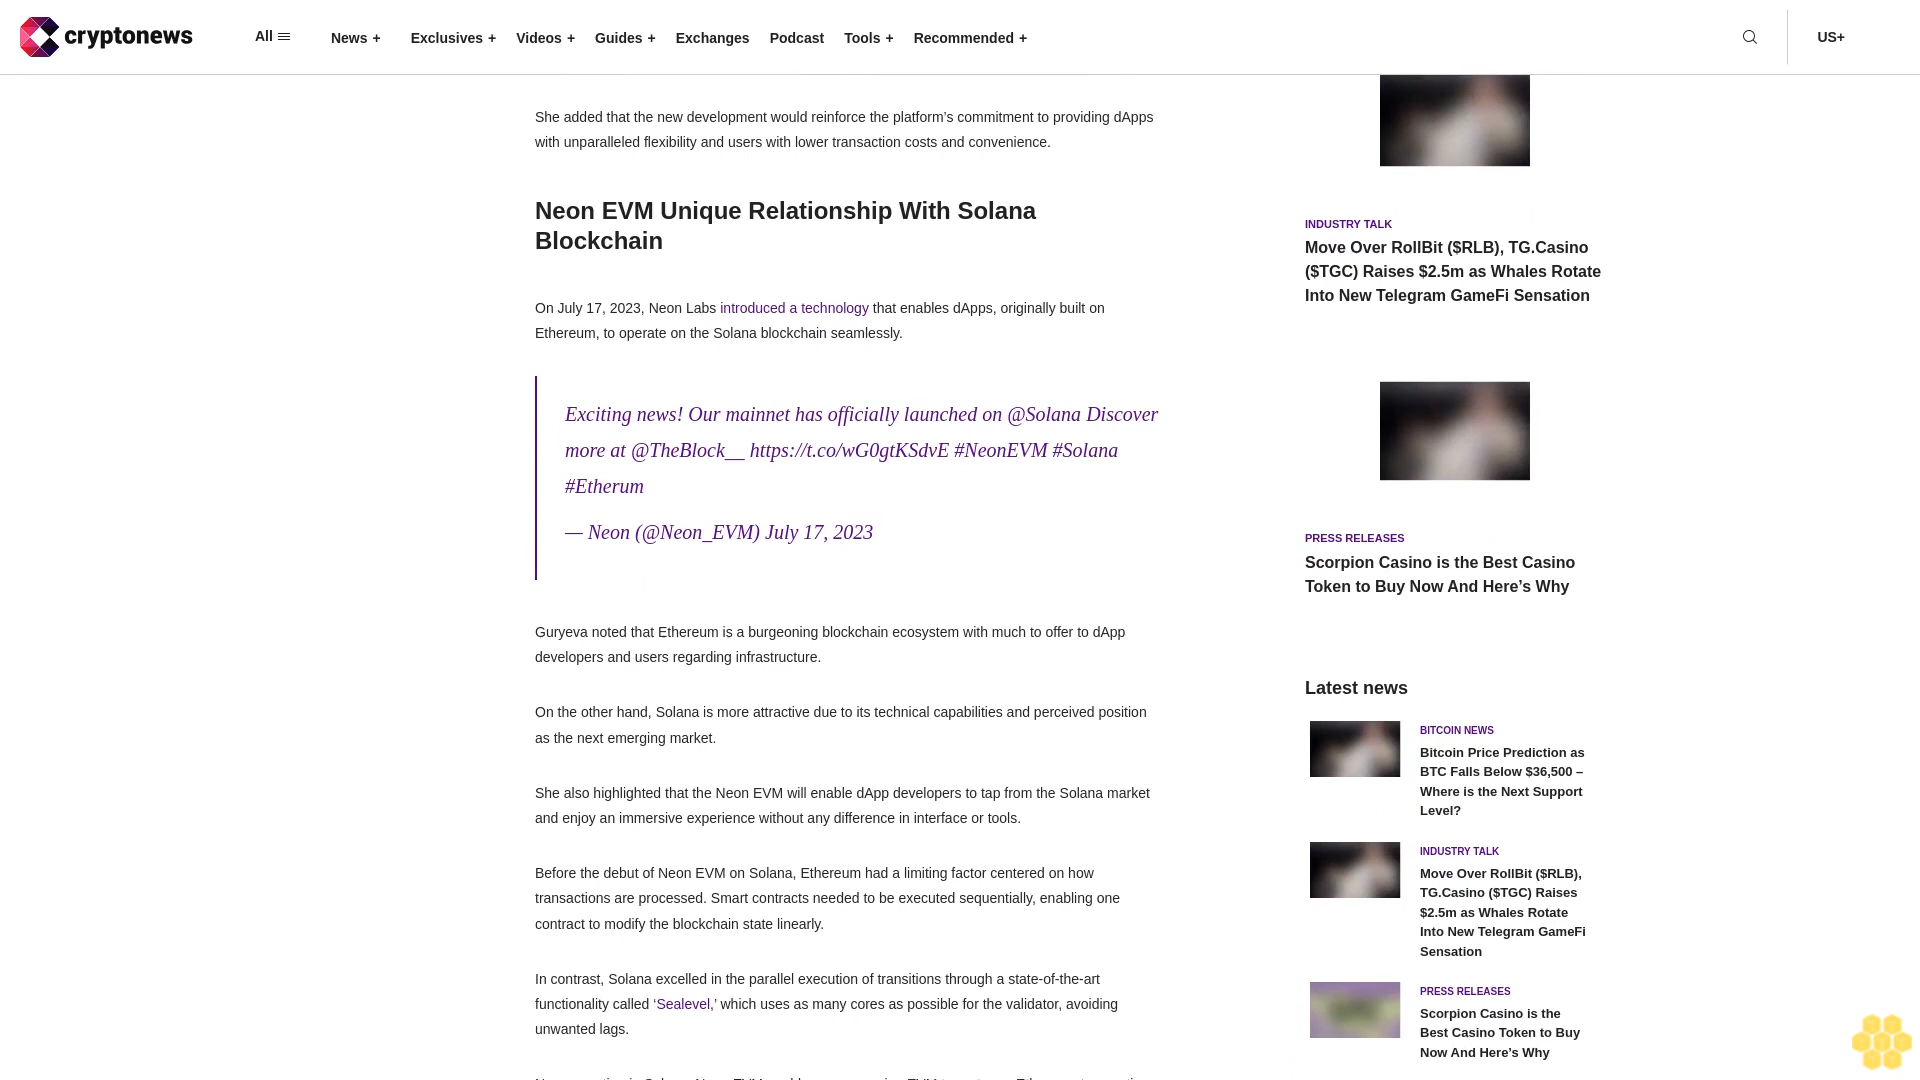 cryptonews
All
News +
Exclusives +
Videos +
Guides +
Exchanges
Podcast
Tools +
Recommended +
US+
She added that the new development would reinforce the platform’s commitment to providing dApps
with unparalleled flexibility and users with lower transaction costs and convenience.
Neon EVM Unique Relationship With Solana
Blockchain
On July 17, 2023, Neon Labs introduced a technology that enables dApps, originally built on
Ethereum, to operate on the Solana blockchain seamlessly.
Exciting news! Our mainnet has officially launched on @Solana Discover
more at @TheBlock__ https://t.co/wG0gtKSdvE #NeonEVM #Solana
#Etherum
— Neon (@Neon_EVM) July 17, 2023
Guryeva noted that Ethereum is a burgeoning blockchain ecosystem with much to offer to dApp
developers and users regarding infrastructure.
On the other hand, Solana is more attractive due to its technical capabilities and perceived position
as the next emerging market.
She also highlighted that the Neon EVM will enable dApp developers to tap from the Solana market
and enjoy an immersive experience without any difference in interface or tools.
Before the debut of Neon EVM on Solana, Ethereum had a limiting factor centered on how
transactions are processed. Smart contracts needed to be executed sequentially, enabling one
contract to modify the blockchain state linearly.
In contrast, Solana excelled in the parallel execution of transitions through a state-of-the-art
functionality called ‘Sealevel,’ which uses as many cores as possible for the validator, avoiding
unwanted lags.
INDUSTRY TALK
Move Over RollBit ($RLB), TG.Casino
($TGC) Raises $2.5m as Whales Rotate
Into New Telegram GameFi Sensation
PRESS RELEASES
Scorpion Casino is the Best Casino
Token to Buy Now And Here’s Why
Latest news
BITCOIN NEWS
Bitcoin Price Prediction as
BTC Falls Below $36,500 –
Where is the Next Support
Level?
INDUSTRY TALK
Move Over RollBit ($RLB),
TG.Casino ($TGC) Raises
$2.5m as Whales Rotate
Into New Telegram GameFi
Sensation
PRESS RELEASES
Scorpion Casino is the
Best Casino Token to Buy
Now And Here’s Why